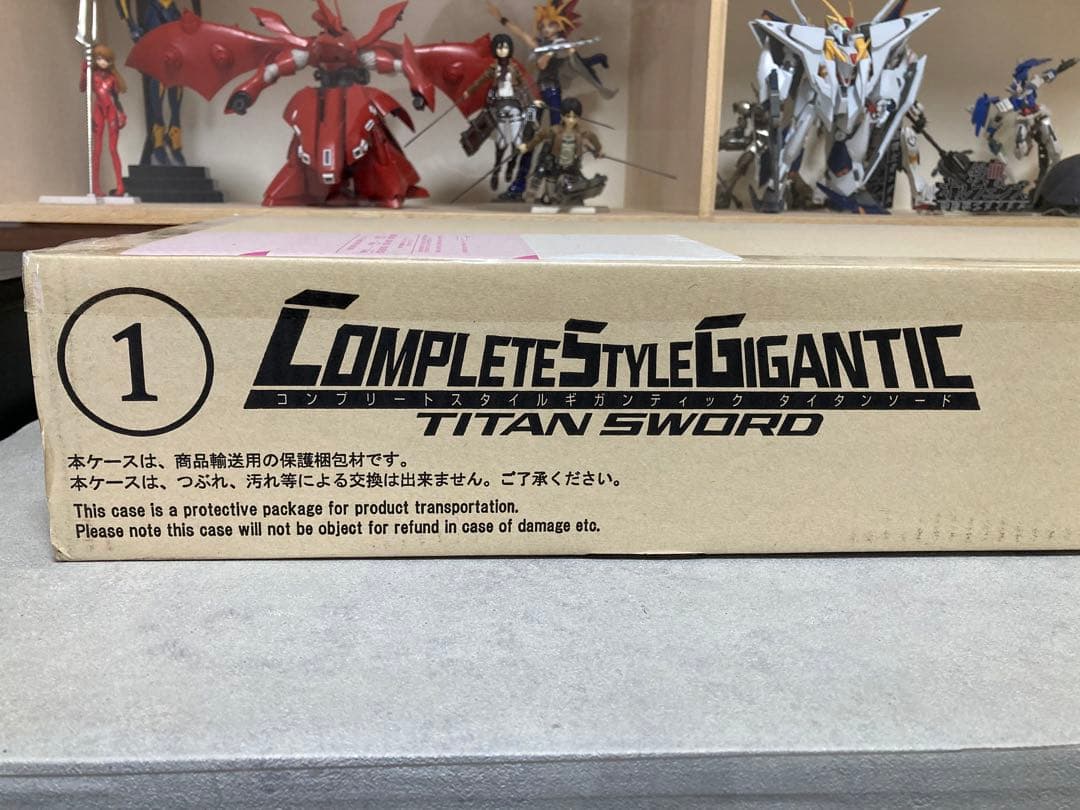 1
COMPLETE STYLE GIGANTIC
コンプリートスタイルギガンティック タイタンソード
TITAN SWORD
本ケースは、商品輸送用の保護梱包材です。
本ケースは、つぶれ、汚れ等による交換は出来ません。ご了承ください。
This case is a protective package for product transportation.
Please note this case will not be object for refund in case of damage etc.